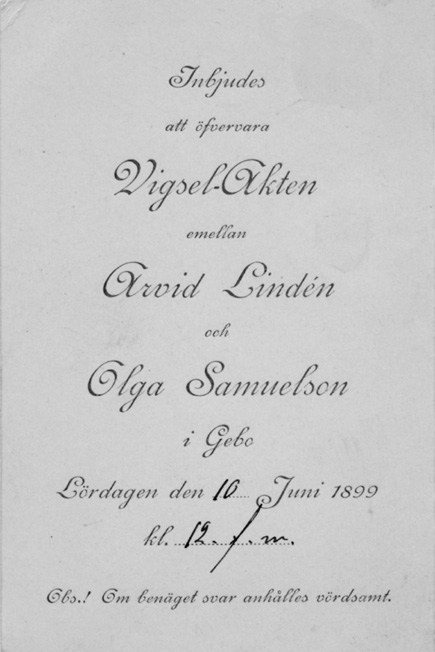 Inbjudes
att öfvervara
Vigsel-Akten
emellan
Arvid Lindén
och
Olga Samuelson
i Gebo
Lördagen den 10 Juni 1899
kl. 12. f. m.
Obs.! Om benäget svar anhålles vördsamt.